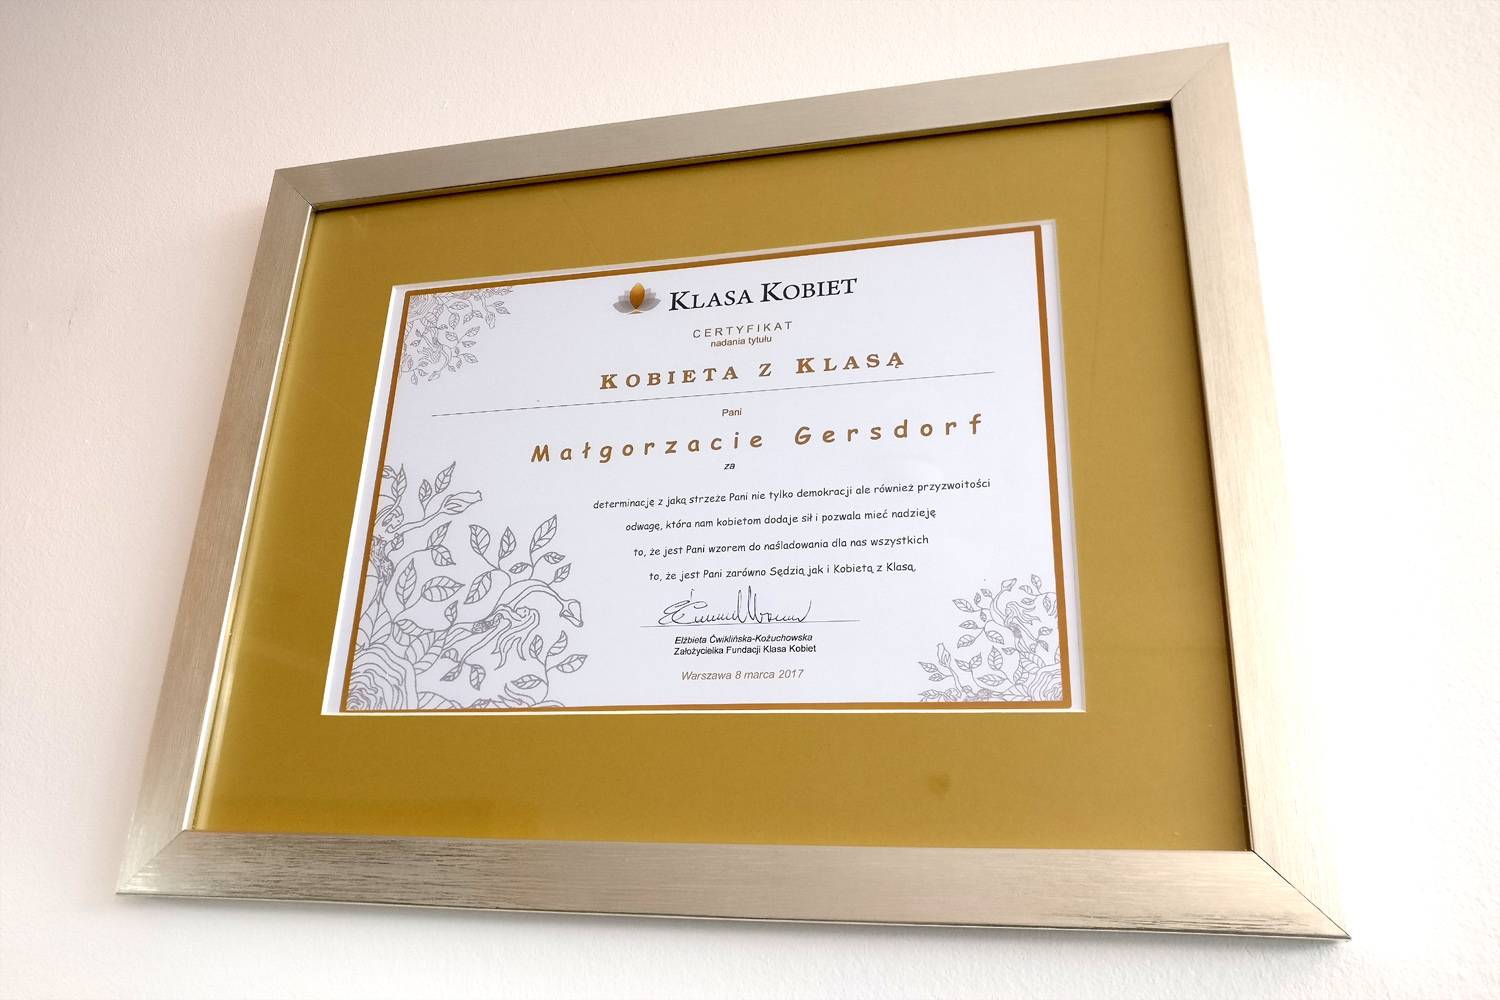 KLASA KOBIET
CERTYFIKAT
nadania tytułu
KOBIETA Z KLASĄ
Pani
Małgorzacie Gersdorf
za
determinację z jaką strzeże Pani nie tylko demokracji ale również przyzwoitości
odwagę, która nam kobietom dodaje sił i pozwala mieć nadzieję
to, że jest Pani wzorem do naśladowania dla nas wszystkich
to, że jest Pani zarówno Sędzią jak i Kobietą z Klasą,
Elżbieta Ćwiklińska-Kożuchowska
Założycielka Fundacji Klasa Kobiet
Warszawa 8 marca 2017